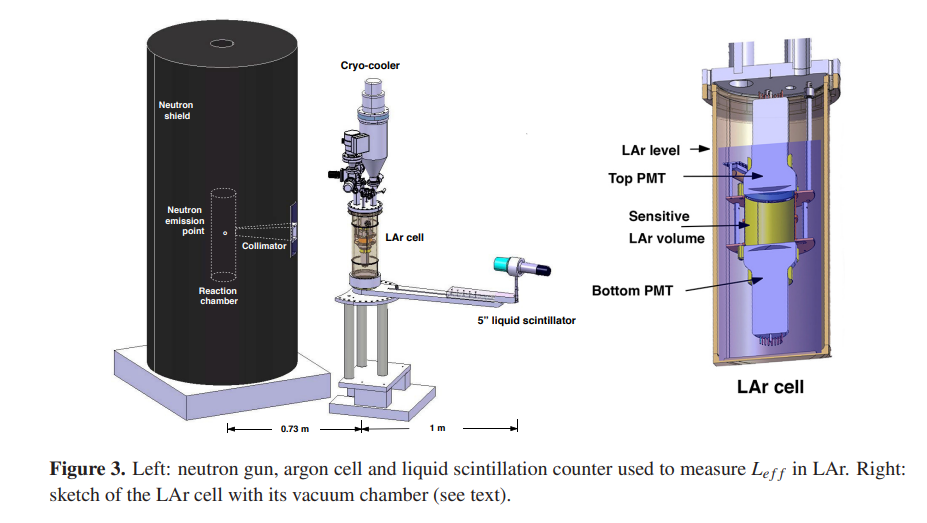 Cryo-cooler
Neutron
shield
Neutron
emission
point
Collimator
Reaction
chamber
LAr cell
5” liquid scintillator
0.73 m
1 m
LAr level
Top PMT
Sensitive
LAr volume
Bottom PMT
LAr cell
Figure 3. Left: neutron gun, argon cell and liquid scintillation counter used to measure Leff in LAr. Right:
sketch of the LAr cell with its vacuum chamber (see text).